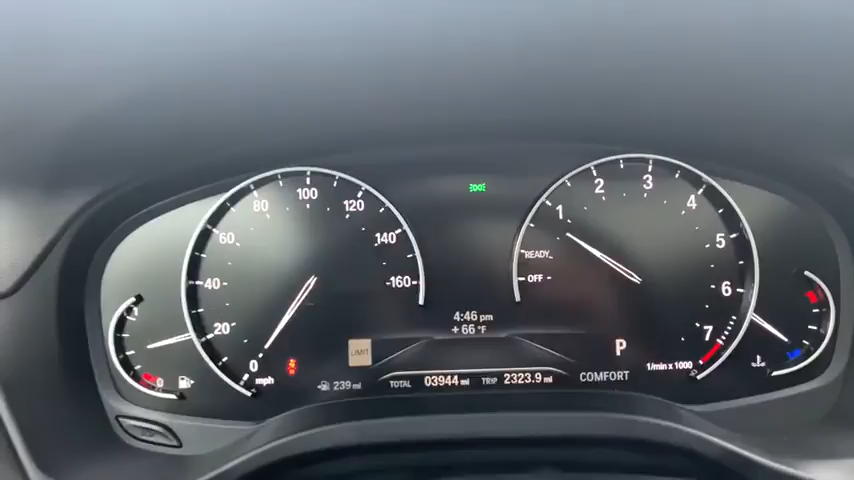 80 100 120
60 140
40 160
20
0
mph
LIMIT
239 mi
4:46 pm
+66 °F
TOTAL 03944 mi TRIP 2323.9 mi
1 2 3 4 5 6 7
READY
OFF
P
COMFORT
1/min x 1000